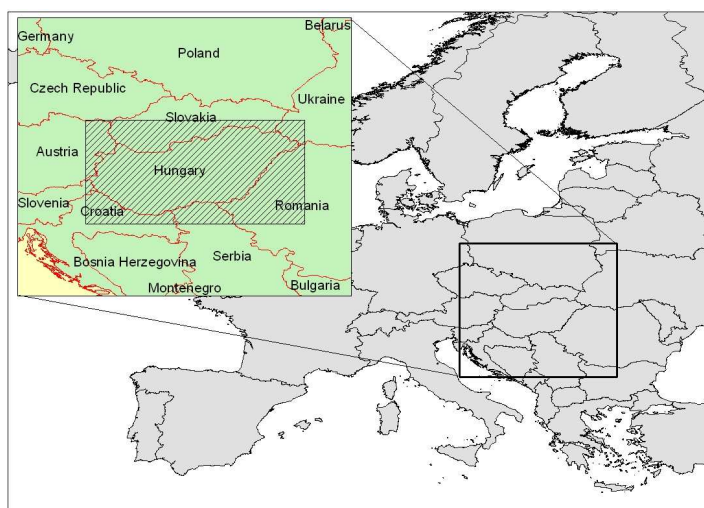 Belarus
Germany
Poland
Czech Republic
Ukraine
Slovakia
Austria
Hungary
Slovenia
Croatia
Romania
Bosnia Herzegovina
Serbia
Montenegro
Bulgaria